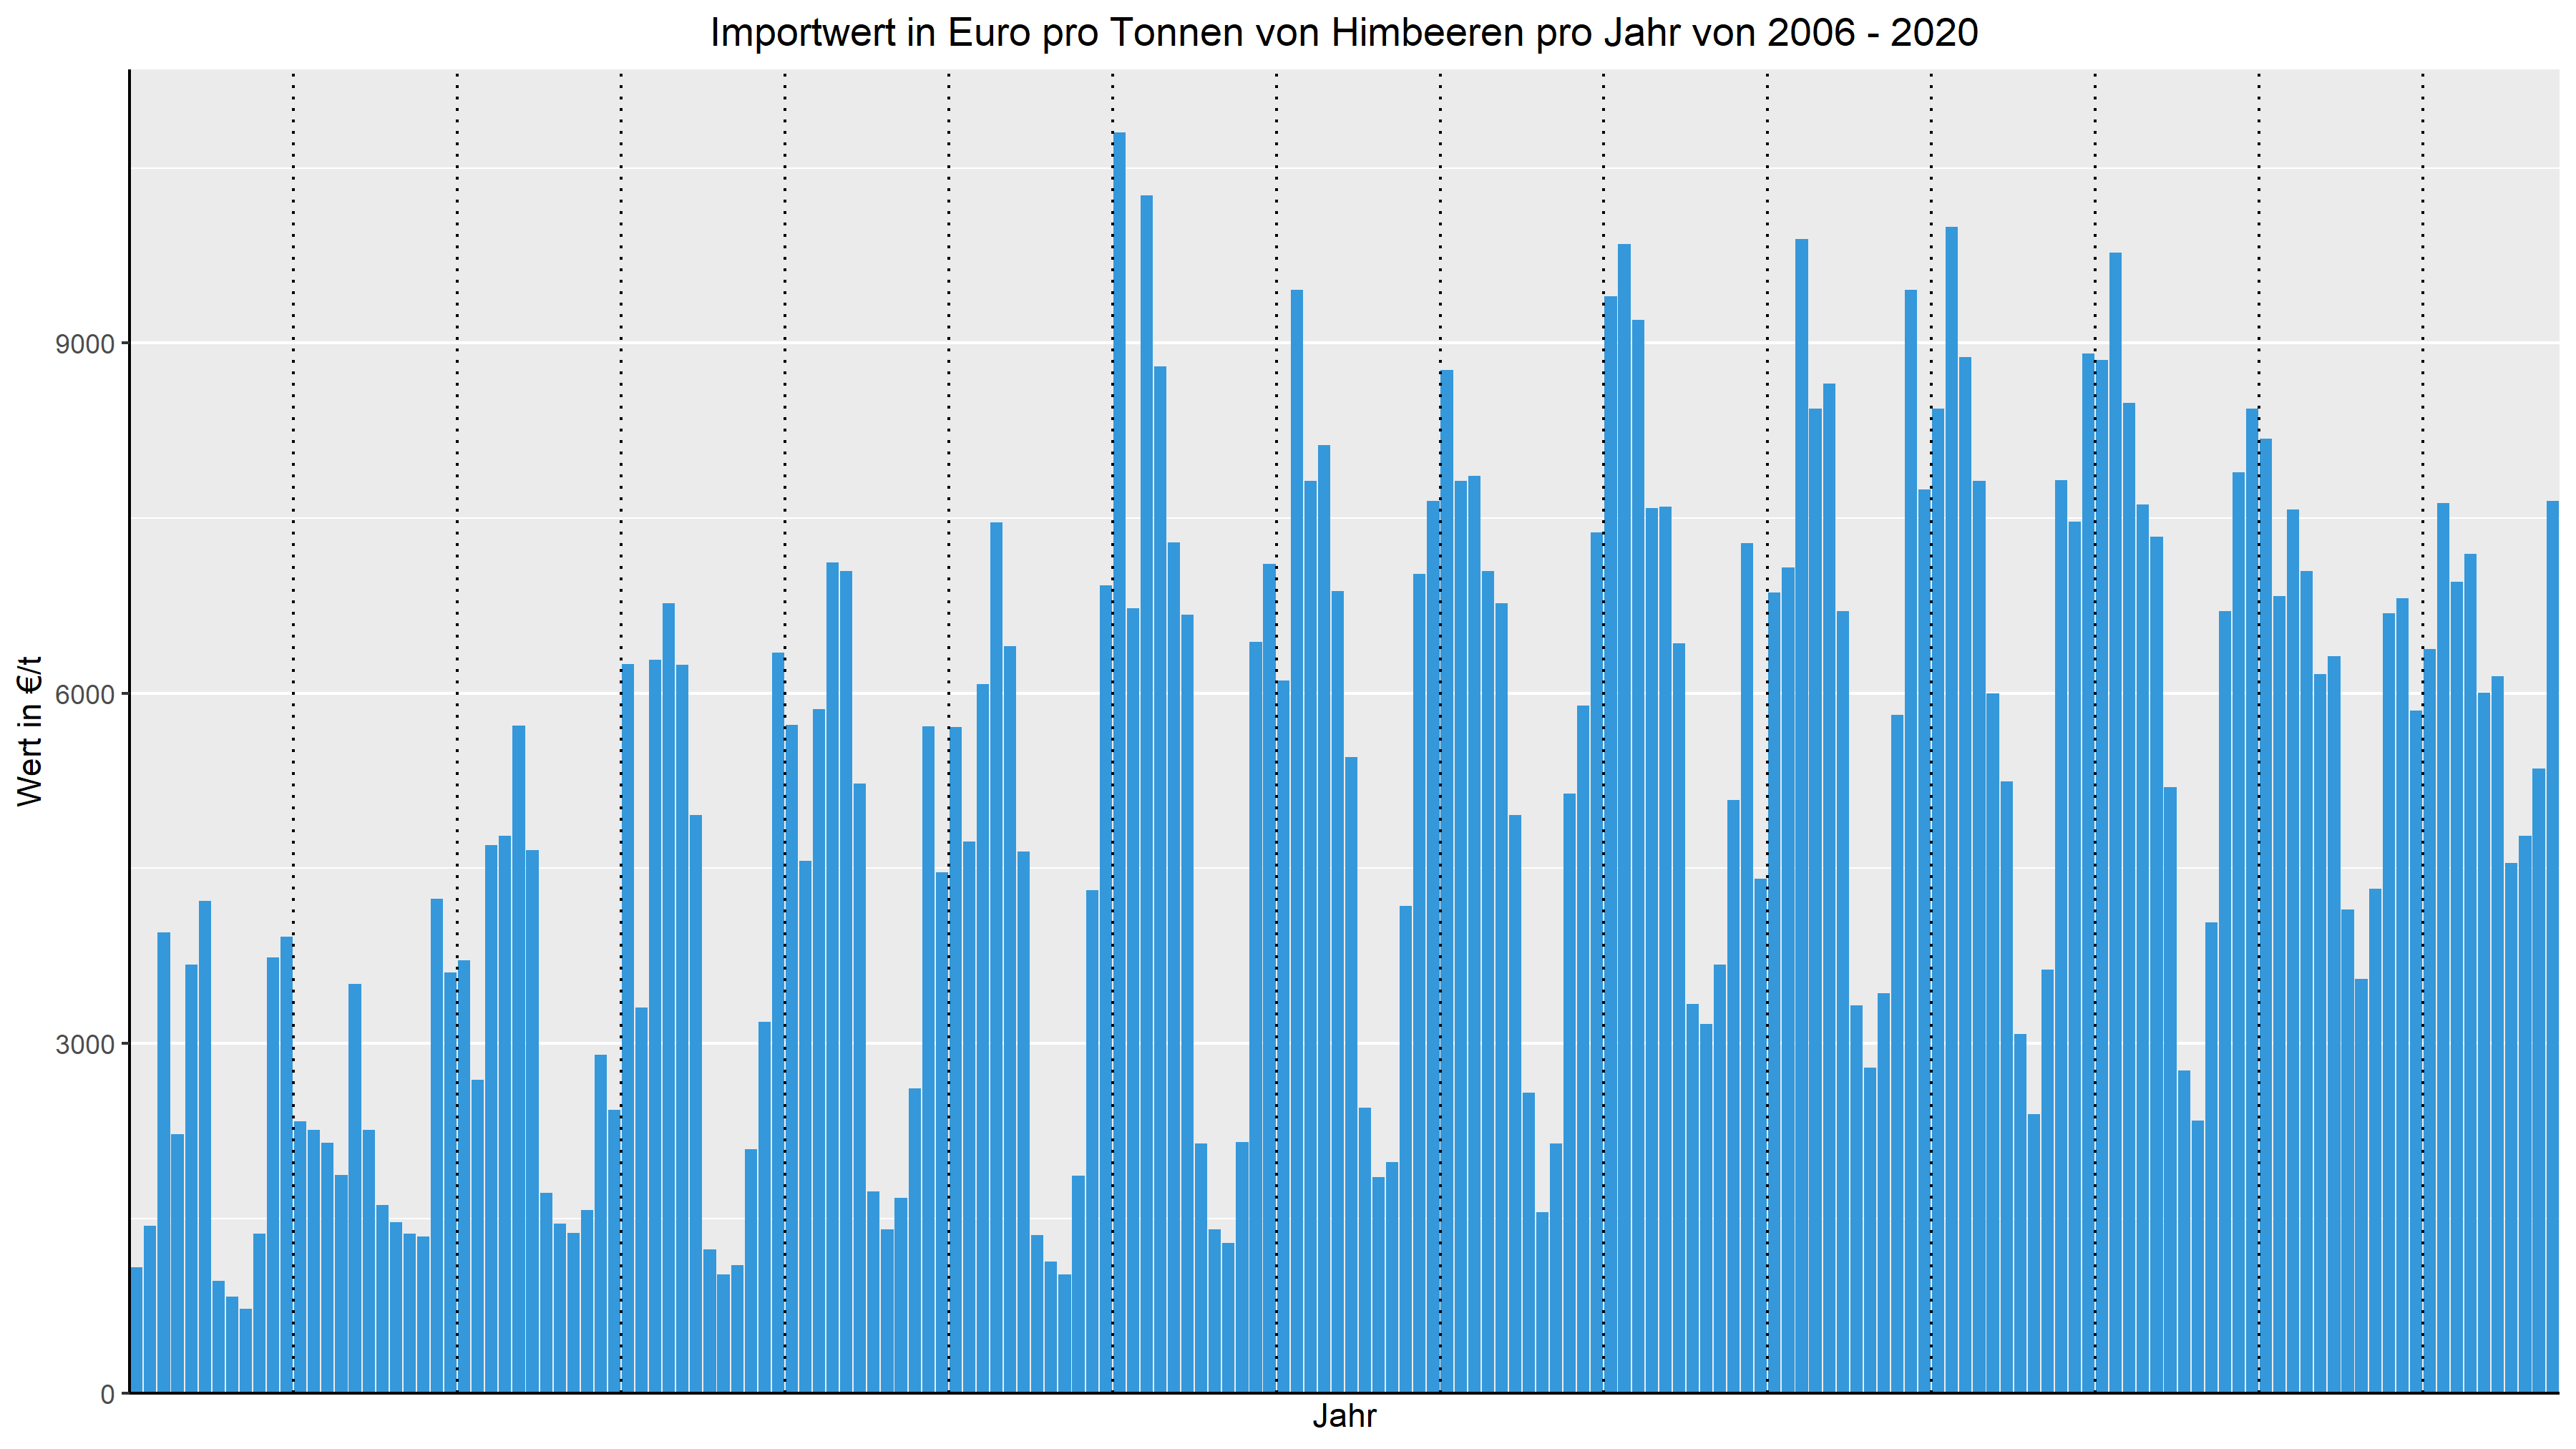 Importwert in Euro pro Tonnen von Himbeeren pro Jahr von 2006 - 2020
Wert in €/t
9000
6000
3000
0
Jahr